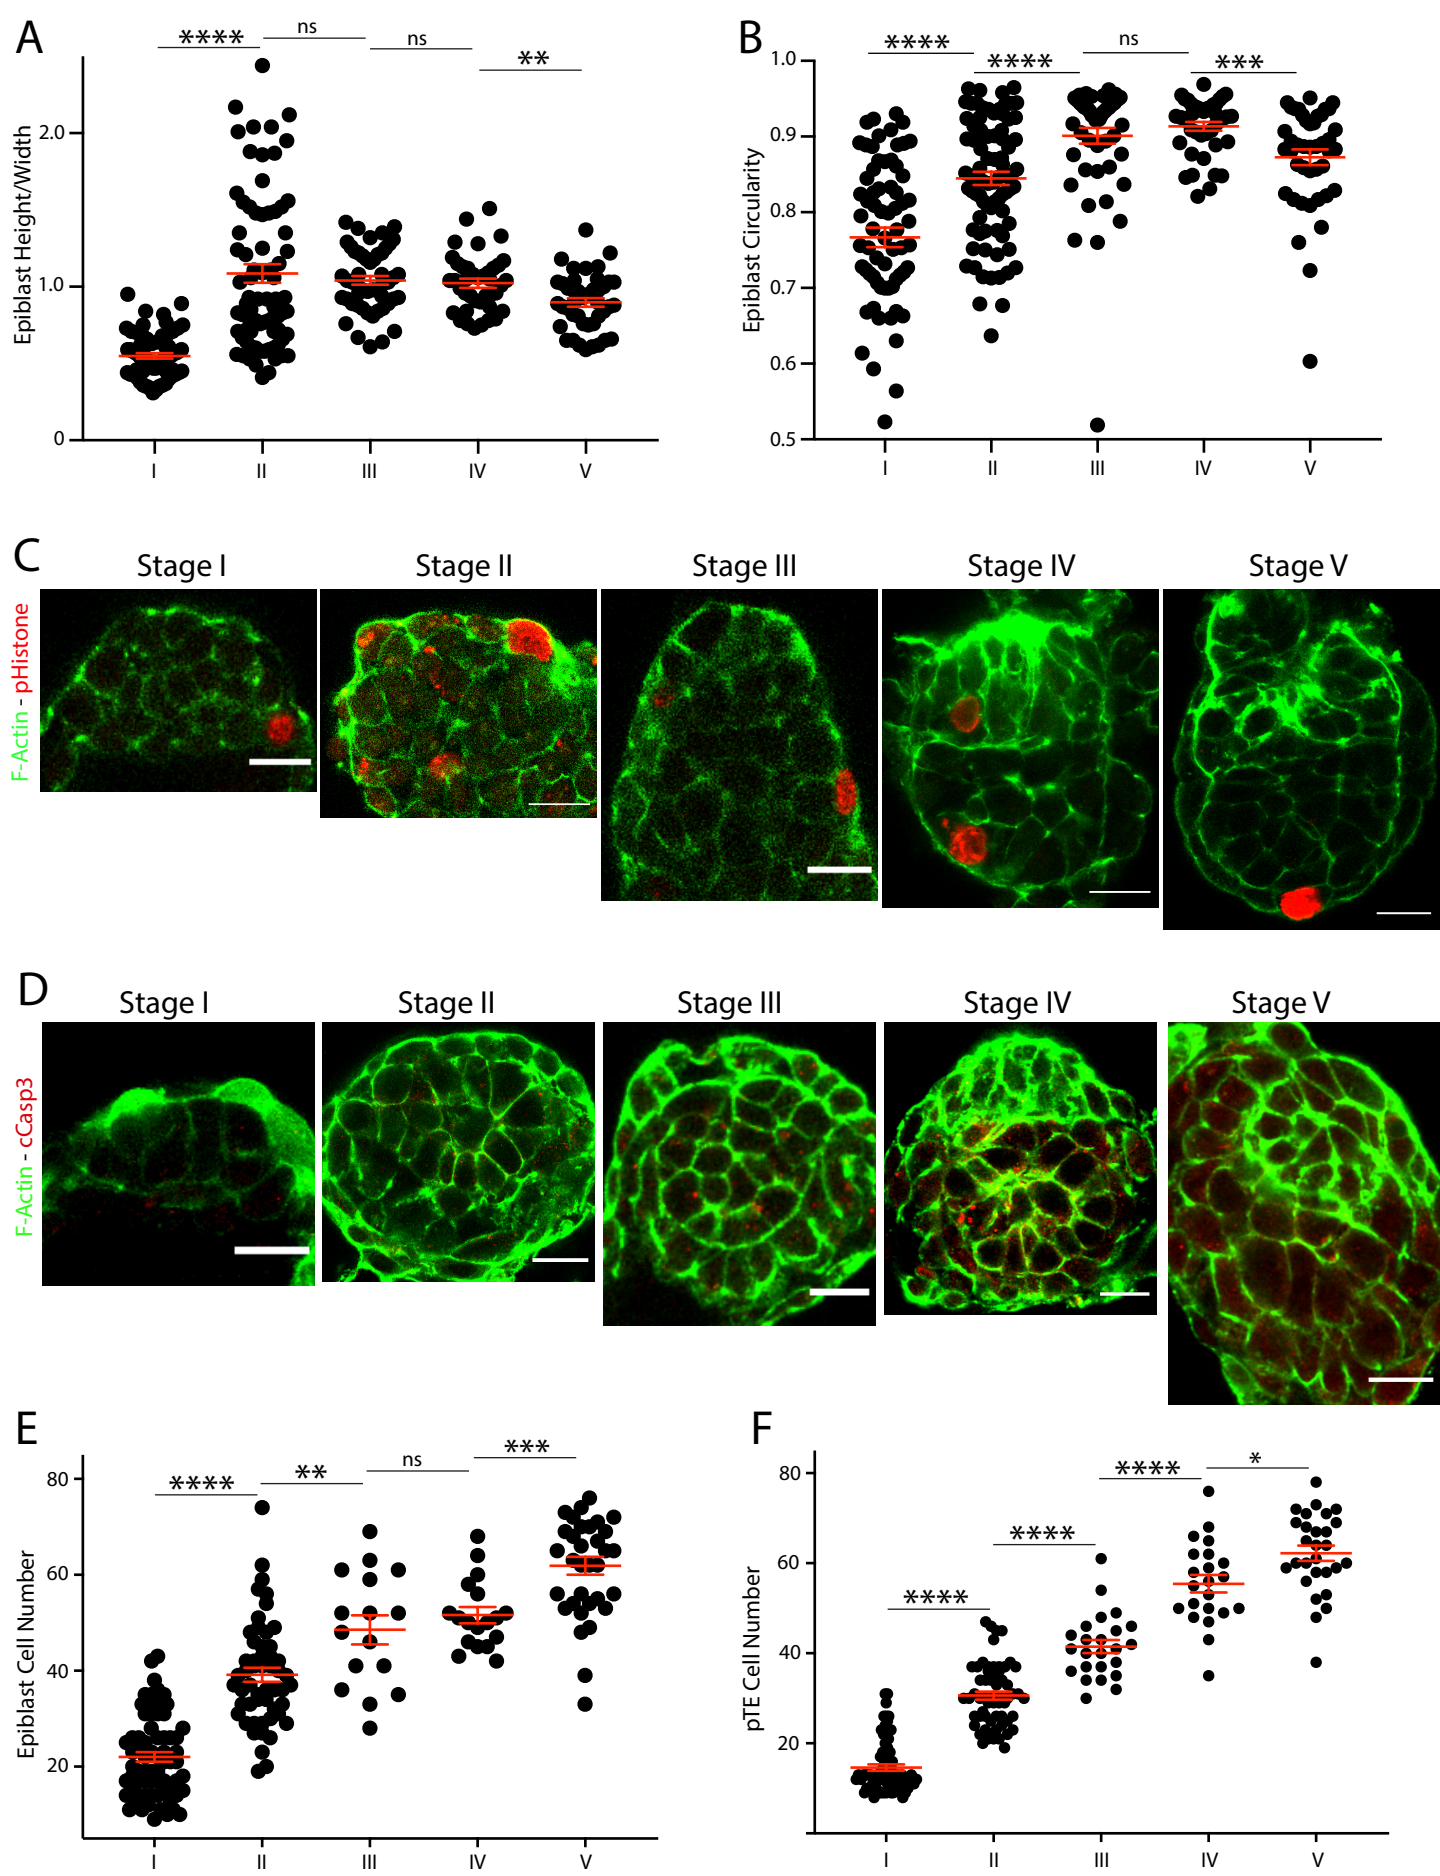 A
****
ns
ns
**
Epiblast Height/Width
2.0
1.0
0
I II III IV V
B
****
****
ns
***
Epiblast Circularity
1.0
0.9
0.8
0.7
0.6
0.5
I II III IV V
C
Stage I Stage II Stage III Stage IV Stage V
F-Actin - pHistone
D
Stage I Stage II Stage III Stage IV Stage V
F-Actin - cCasp3
E
****
**
ns
***
Epiblast Cell Number
80
60
40
20
I II III IV V
F
****
****
****
*
pTE Cell Number
80
60
40
20
I II III IV V